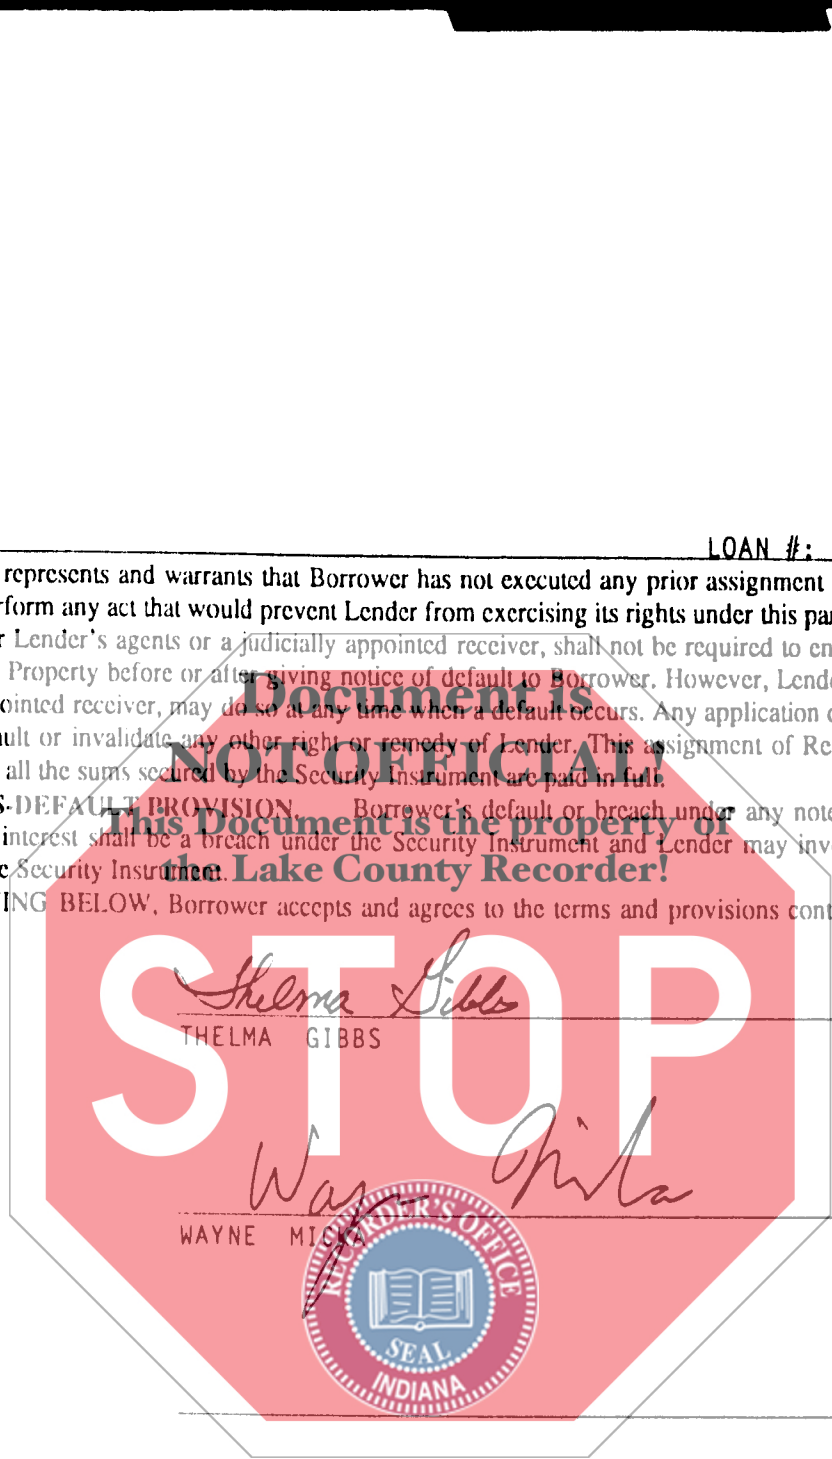 LOAN #:
represents and warrants that Borrower has not executed any prior assignment
form any act that would prevent Lender from exercising its rights under this
Lender's agents or a judicially appointed receiver, shall not be required to
Property before or after giving notice of default to Borrower. However,
ointed receiver, may do so at any time when a default occurs. Any application
ult or invalidate any other right or remedy of Lender. This assignment of
all the sums secured by the Security Instrument are paid in full.
S-DEFAULT PROVISION. Borrower's default or breach under any note
interest shall be a breach under the Security Instrument and Lender may
Security Instrument.
ING BELOW, Borrower accepts and agrees to the terms and provisions
Document is
NOT OFFICIAL!
This Document is the property of
the Lake County Recorder!
STOP
Thelma Gibbs
THELMA GIBBS
Wayne Micka
WAYNE MICKA
RECORDER'S OFFICE
SEAL
INDIANA